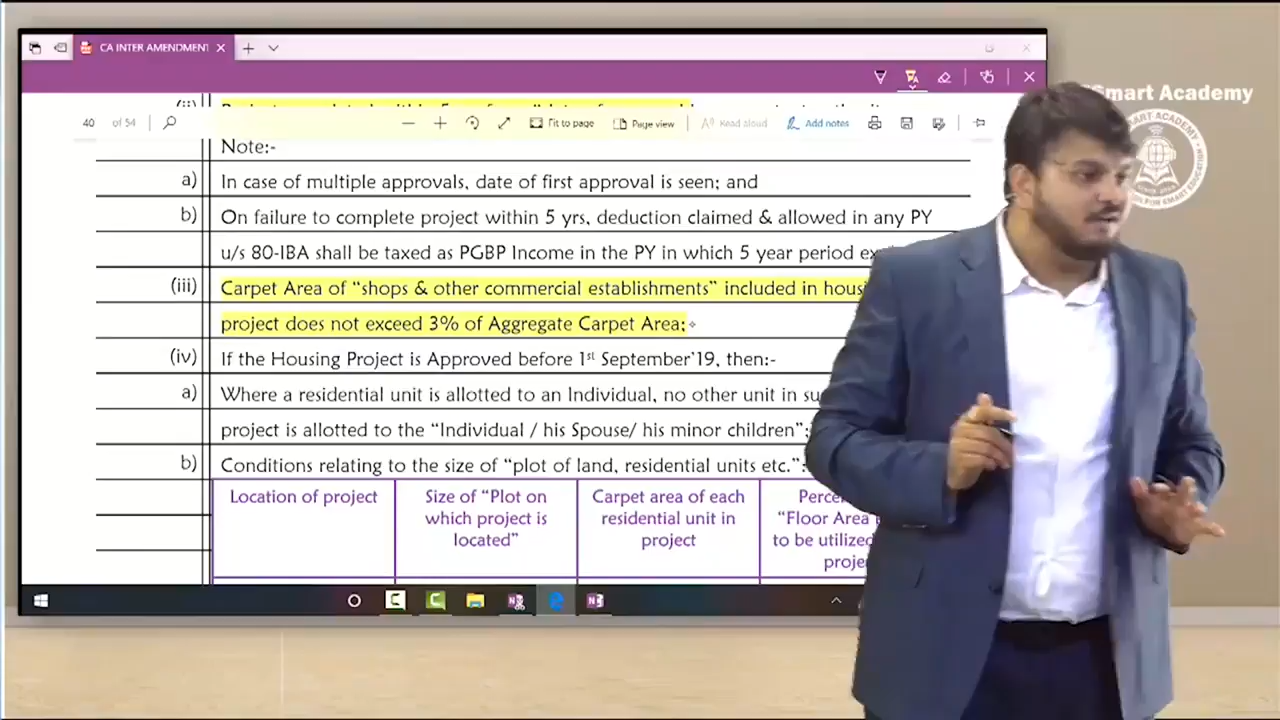 CA INTER AMENDMENT
Smart Academy
40 of 54
Fit to page
Page view
Read aloud
Add notes
Note:-
a) In case of multiple approvals, date of first approval is seen; and
b) On failure to complete project within 5 yrs, deduction claimed & allowed in any PY
u/s 80-IBA shall be taxed as PGBP Income in the PY in which 5 year period
(iii) Carpet Area of “shops & other commercial establishments” included in
project does not exceed 3% of Aggregate Carpet Area;
(iv) If the Housing Project is Approved before 1st September'19, then:-
a) Where a residential unit is allotted to an Individual, no other unit in
project is allotted to the “Individual / his Spouse/ his minor children”;
b) Conditions relating to the size of “plot of land, residential units etc.”:
Location of project
Size of “Plot on
which project is
located”
Carpet area of each
residential unit in
project
“Floor Area
to be utilized